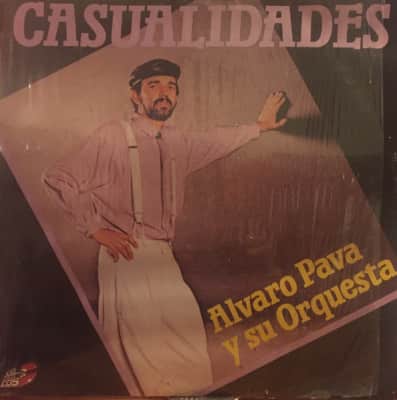 CASUALIDADES
Alvaro Pava
y su Orquesta